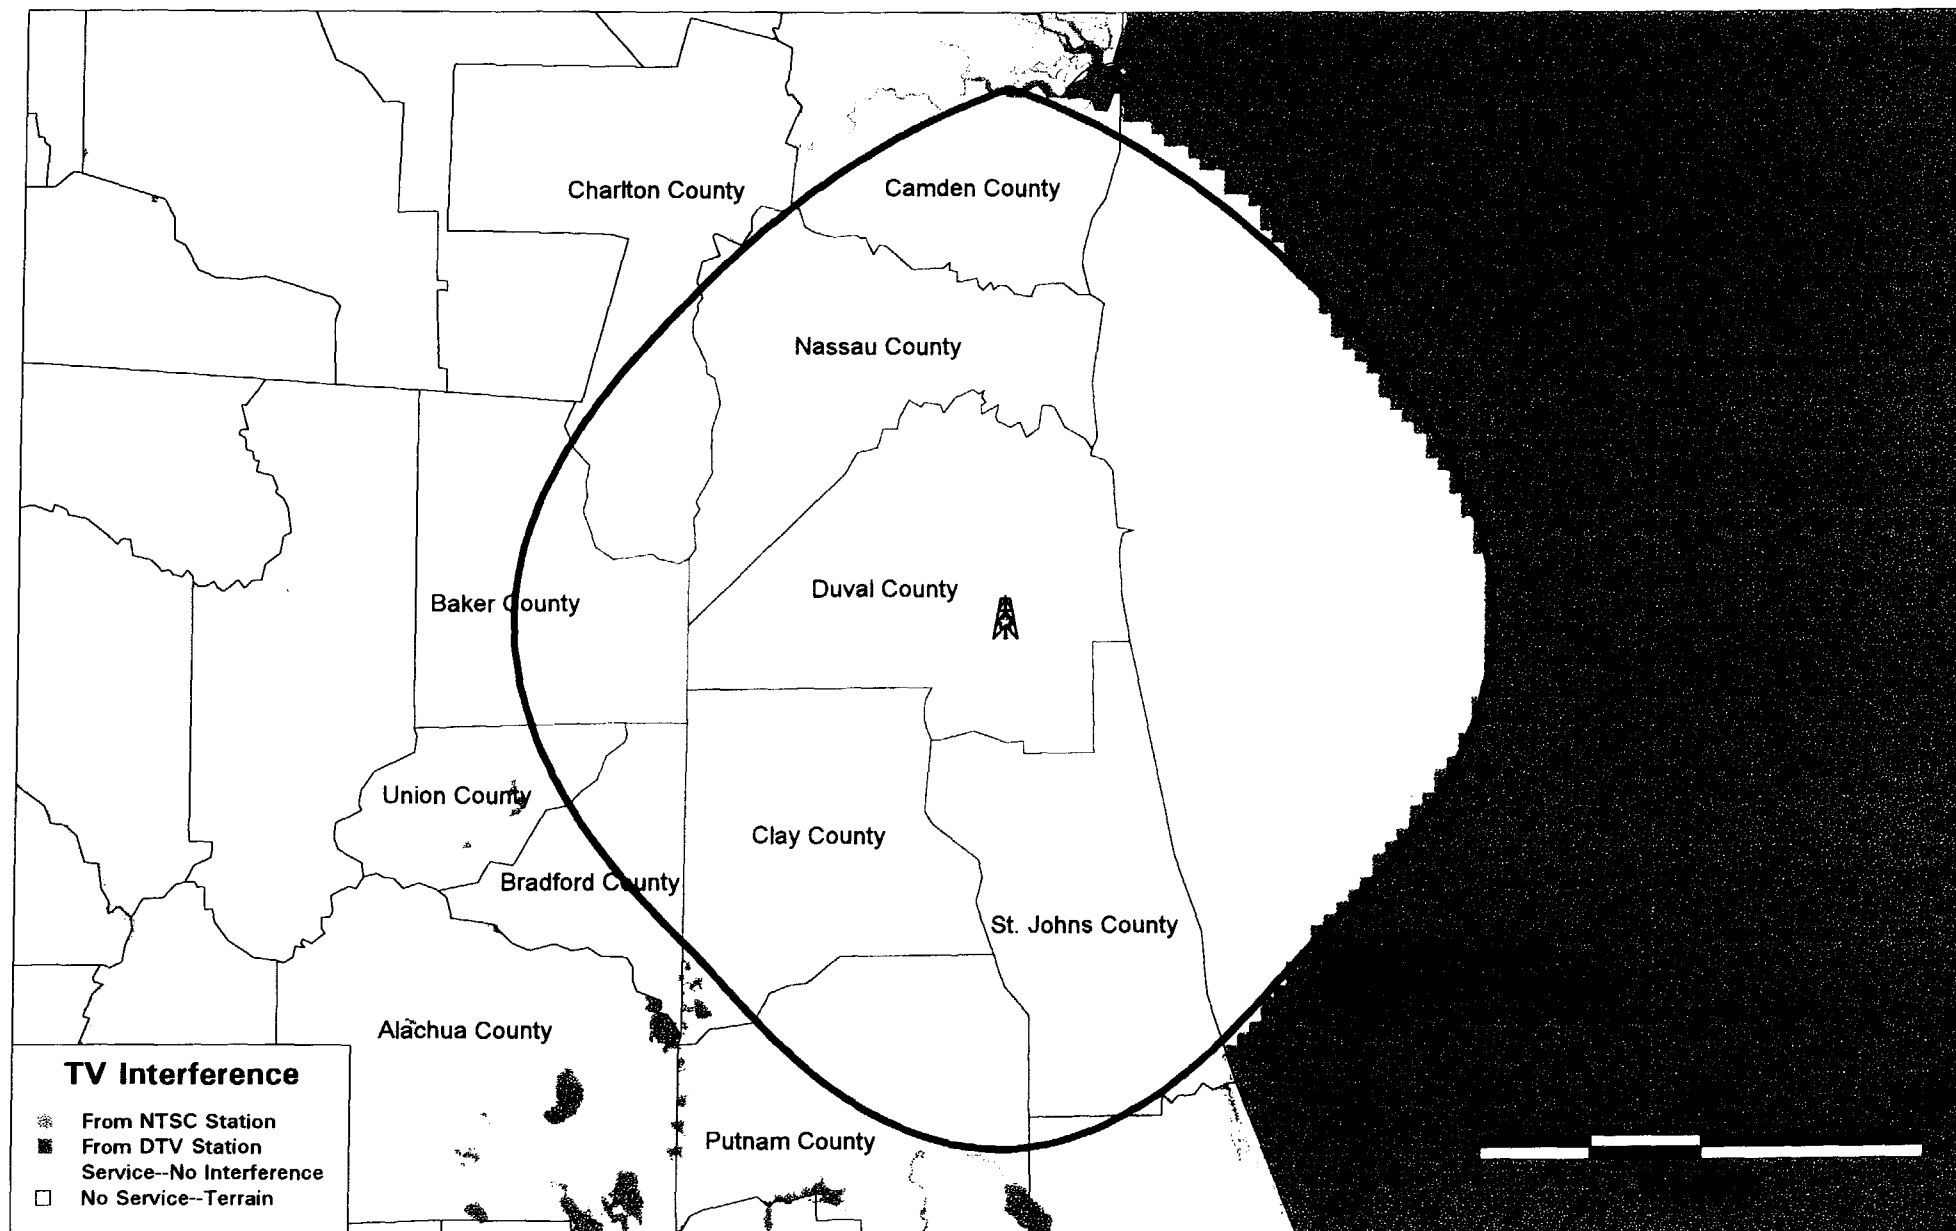 Charlton County
Camden County
Nassau County
Duval County
Baker County
Union County
Clay County
Bradford County
St. Johns County
Alachua County
Putnam County
TV Interference
From NTSC Station
From DTV Station
Service--No Interference
No Service--Terrain